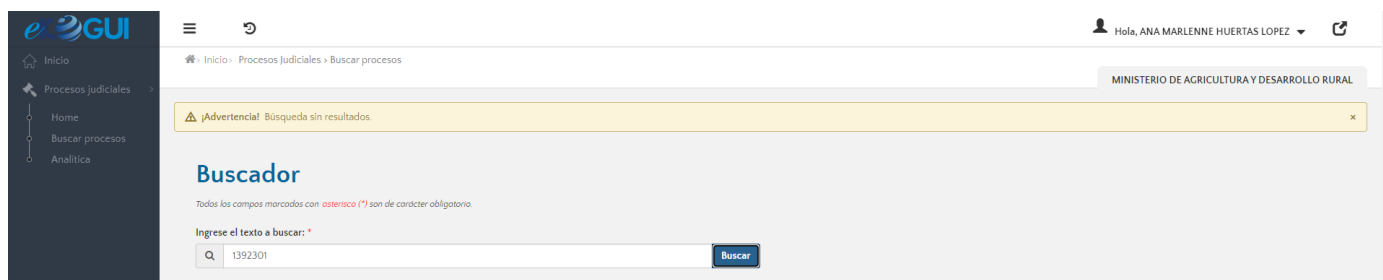 eKOGUI
Hola, ANA MARLENNE HUERTAS LOPEZ
Inicio
Inicio > Procesos Judiciales > Buscar procesos
MINISTERIO DE AGRICULTURA Y DESARROLLO RURAL
Procesos judiciales
Home
Buscar procesos
Analítica
¡Advertencia! Búsqueda sin resultados.
×
Buscador
Todos los campos marcados con asterisco (*) son de carácter obligatorio.
Ingrese el texto a buscar: *
1392301
Buscar